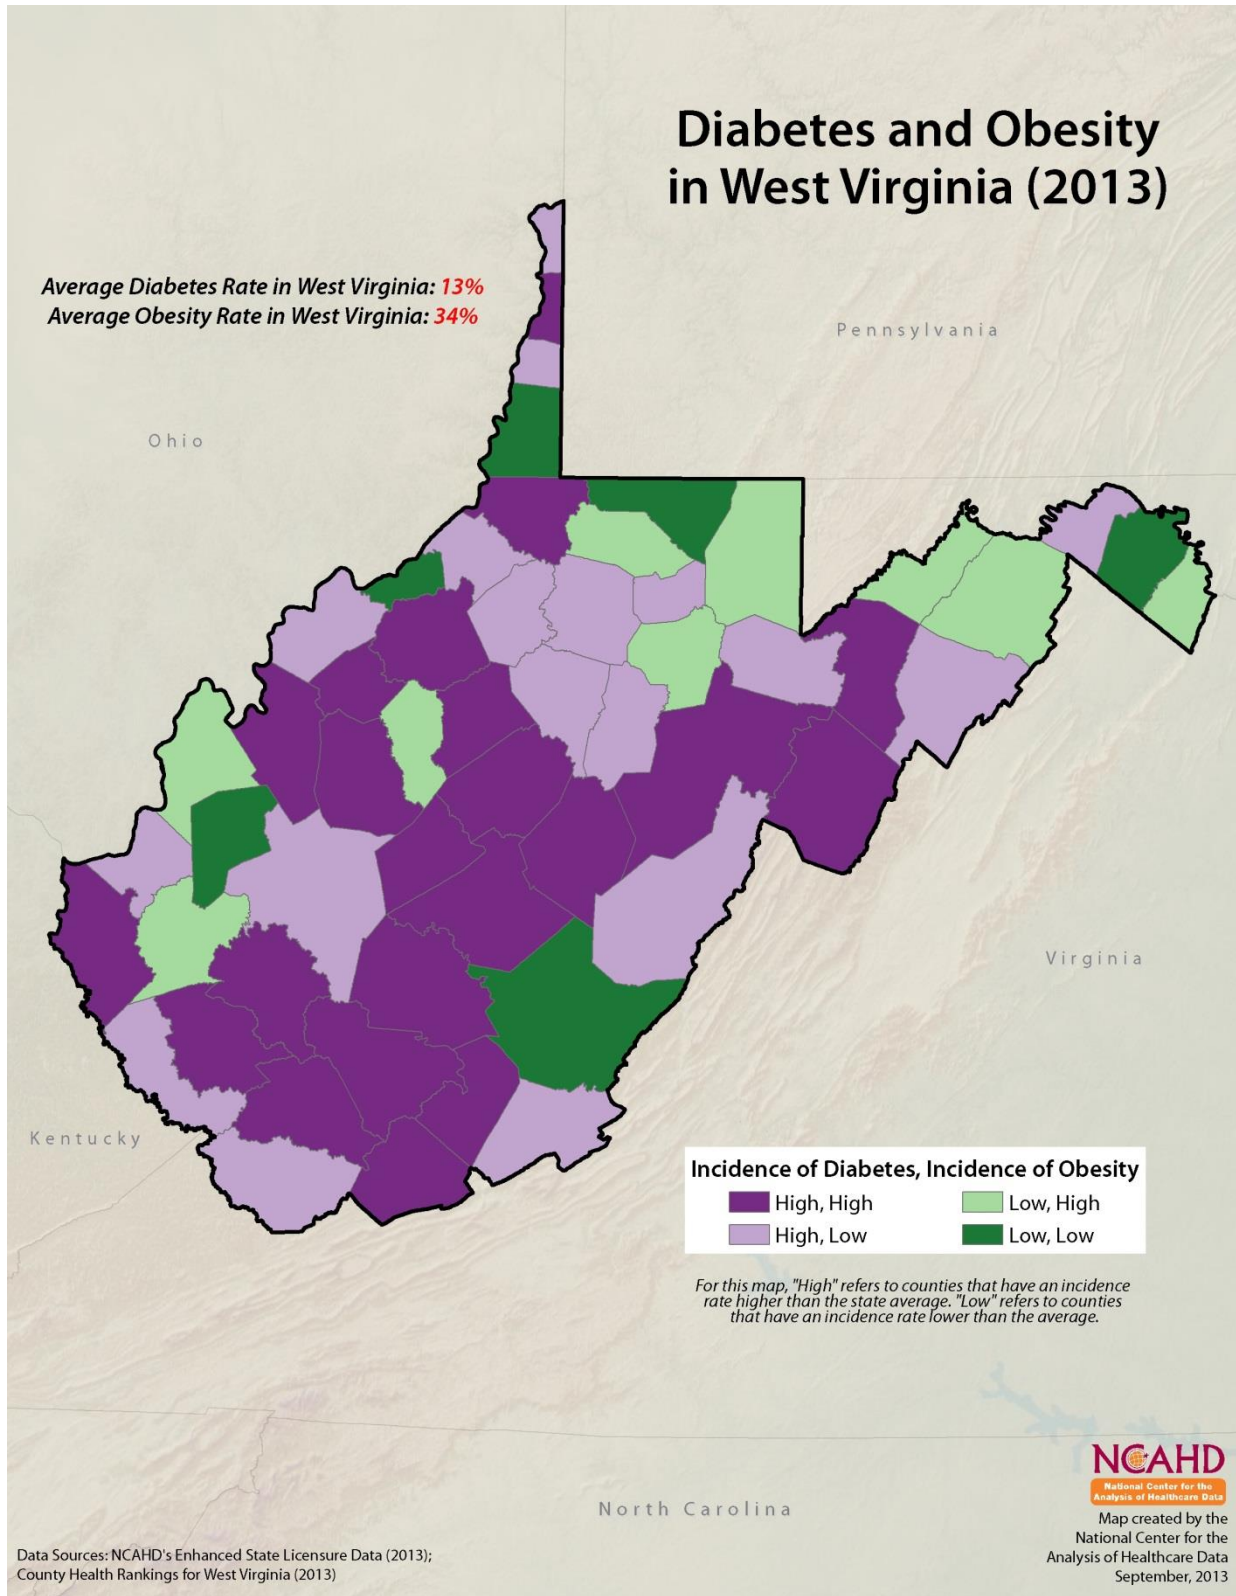 Diabetes and Obesity
in West Virginia (2013)
Average Diabetes Rate in West Virginia: 13%
Average Obesity Rate in West Virginia: 34%
Pennsylvania
Ohio
Virginia
Kentucky
Incidence of Diabetes, Incidence of Obesity
High, High
Low, High
High, Low
Low, Low
For this map, "High" refers to counties that have an incidence
rate higher than the state average. "Low" refers to counties
that have an incidence rate lower than the average.
North Carolina
NCAHD
National Center for the
Analysis of Healthcare Data
Map created by the
National Center for the
Analysis of Healthcare Data
September, 2013
Data Sources: NCAHD's Enhanced State Licensure Data (2013);
County Health Rankings for West Virginia (2013)